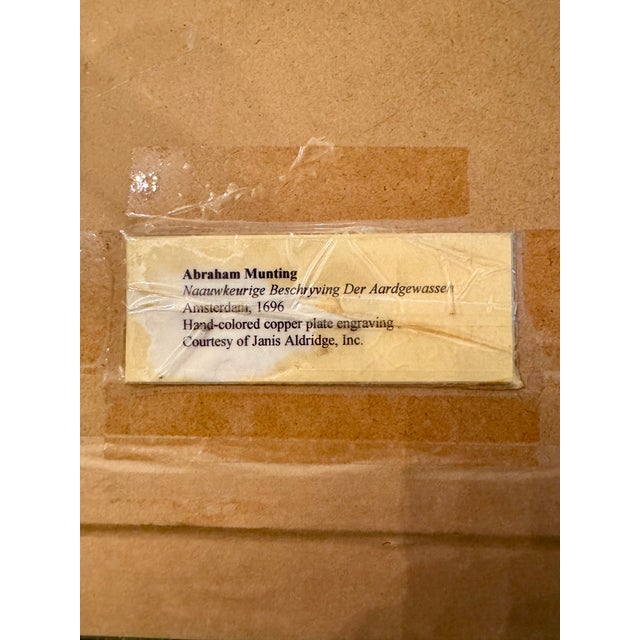 Abraham Munting
Naauwkeurige Beschryving Der Aardgewassen
Amsterdam, 1696
Hand-colored copper plate engraving .
Courtesy of Janis Aldridge, Inc.